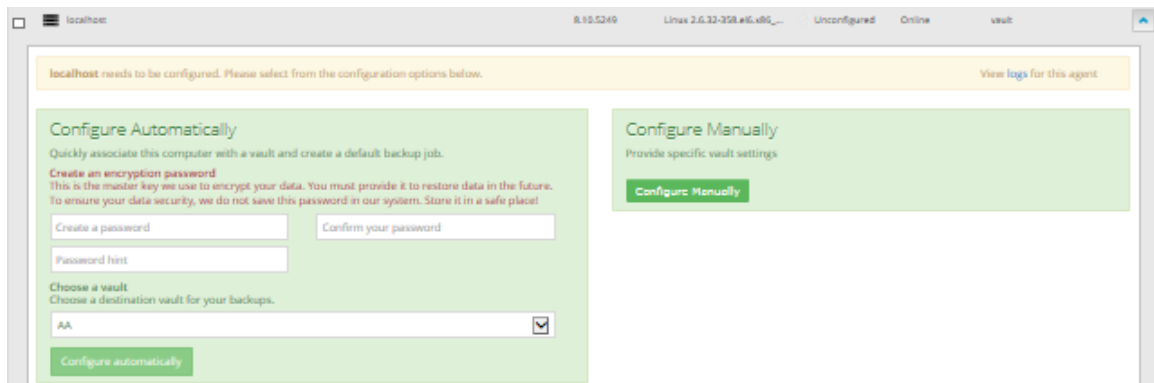 localhost 8.10.5249 Linux 2.6.32-358.el6.x86_... Unconfigured Online vault
localhost needs to be configured. Please select from the configuration options below. View logs for this agent
Configure Automatically
Quickly associate this computer with a vault and create a default backup job.
Create an encryption password
This is the master key we use to encrypt your data. You must provide it to restore data in the future.
To ensure your data security, we do not save this password in our system. Store it in a safe place!
Create a password Confirm your password
Password hint
Choose a vault
Choose a destination vault for your backups.
AA
Configure automatically
Configure Manually
Provide specific vault settings
Configure Manually